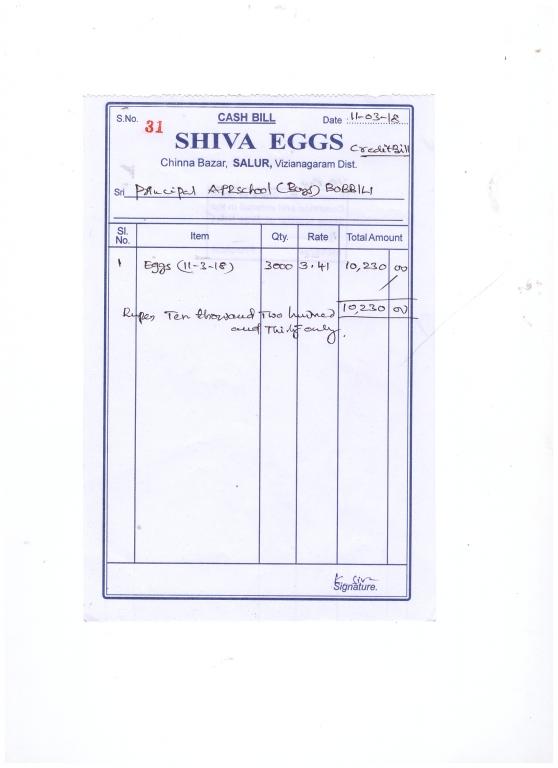 S.No. 31 CASH BILL Date : 11-03-18
SHIVA EGGS Credit Bill
Chinna Bazar, SALUR, Vizianagaram Dist.
Sri Principal A.P.R.School (Boys) BOBBILI
Sl. No. Item Qty. Rate Total Amount
1 Eggs (11-3-18) 3000 3.41 10,230 00
Rupes Ten thousand Two hundred 10,230 00
and Thirty only.
K Siva
Signature.